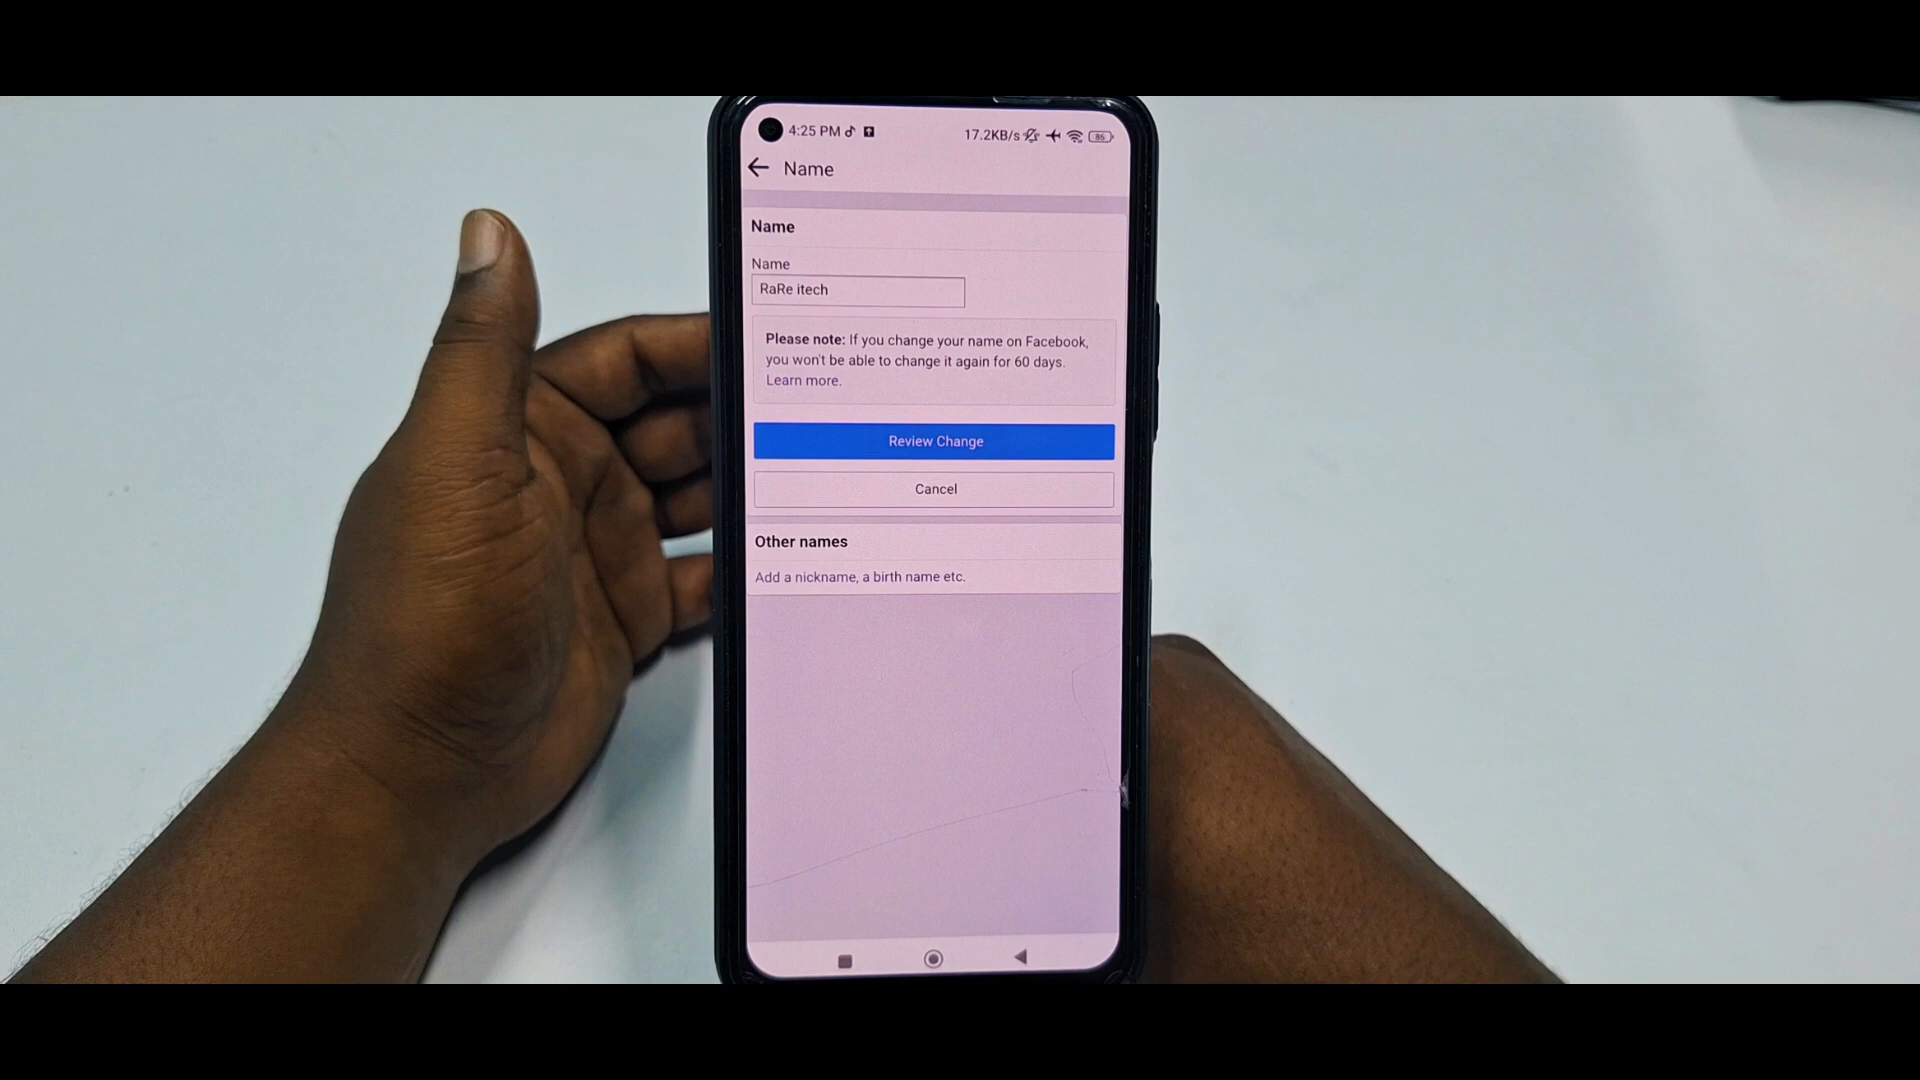 4:25 PM
17.2KB/s
86
Name
Name
Name
RaRe itech
Please note: If you change your name on Facebook,
you won't be able to change it again for 60 days.
Learn more.
Review Change
Cancel
Other names
Add a nickname, a birth name etc.